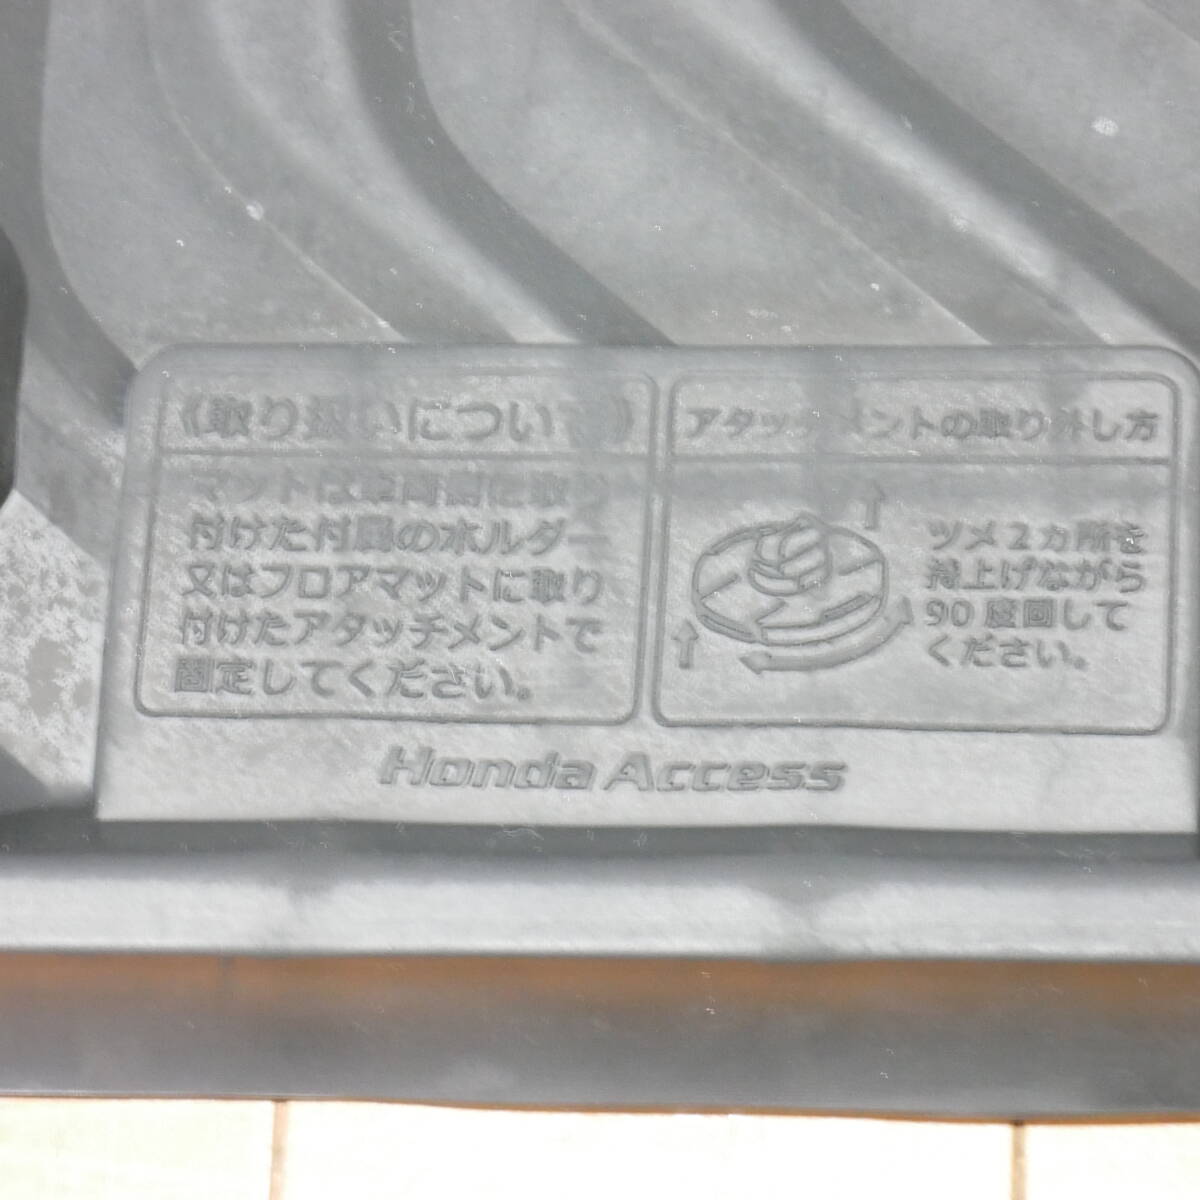 《取り扱いについて》
マットは車両側に取り
付けた付属のホルダー
又はフロアマットに取り
付けたアタッチメントで
固定してください。
アタッチメントの取り外し方
ツメ2カ所を
持上げながら
90度回して
ください。
Honda Access